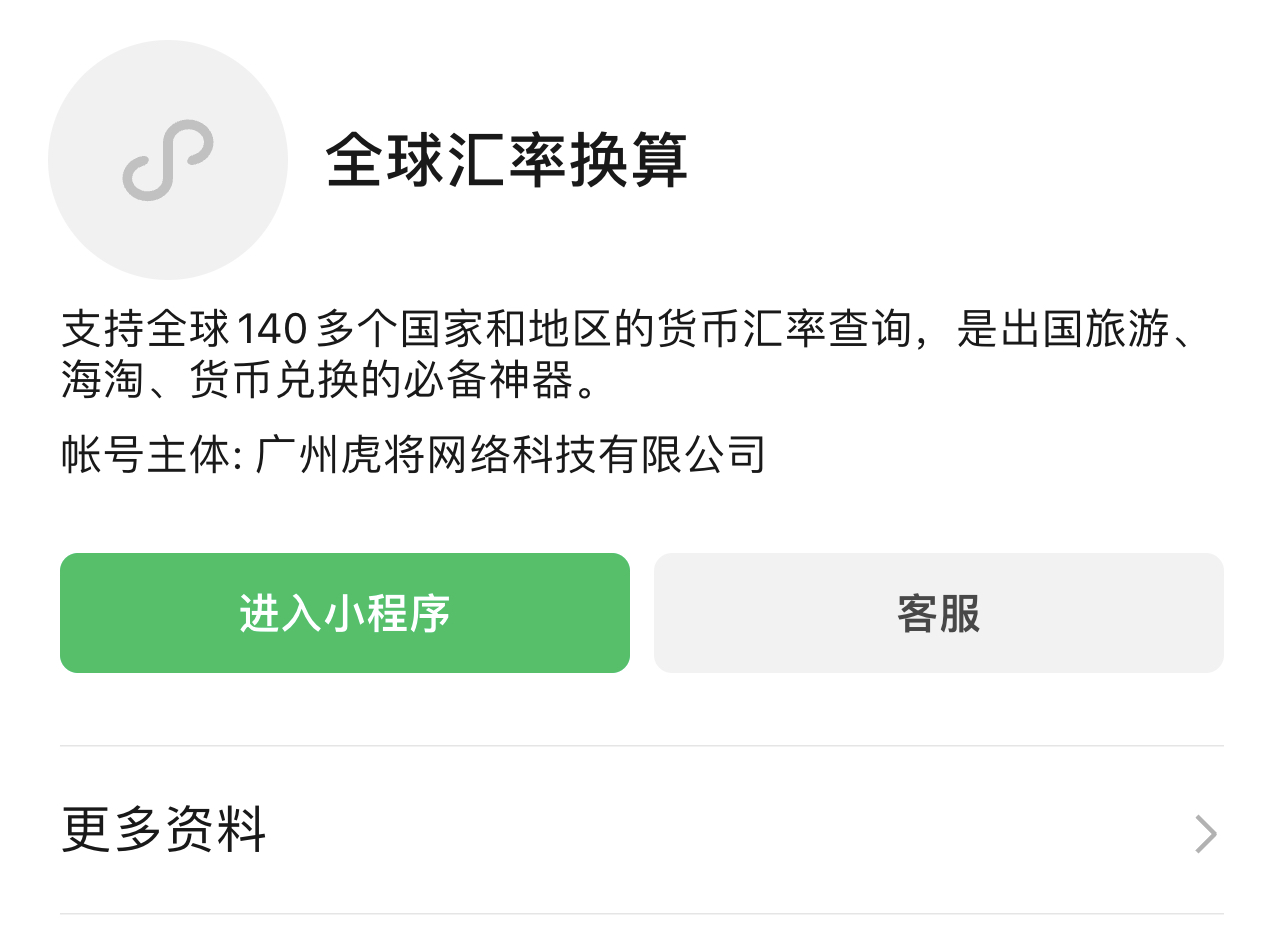 全球汇率换算
支持全球140多个国家和地区的货币汇率查询，是出国旅游、
海淘、货币兑换的必备神器。
帐号主体: 广州虎将网络科技有限公司
进入小程序
客服
更多资料